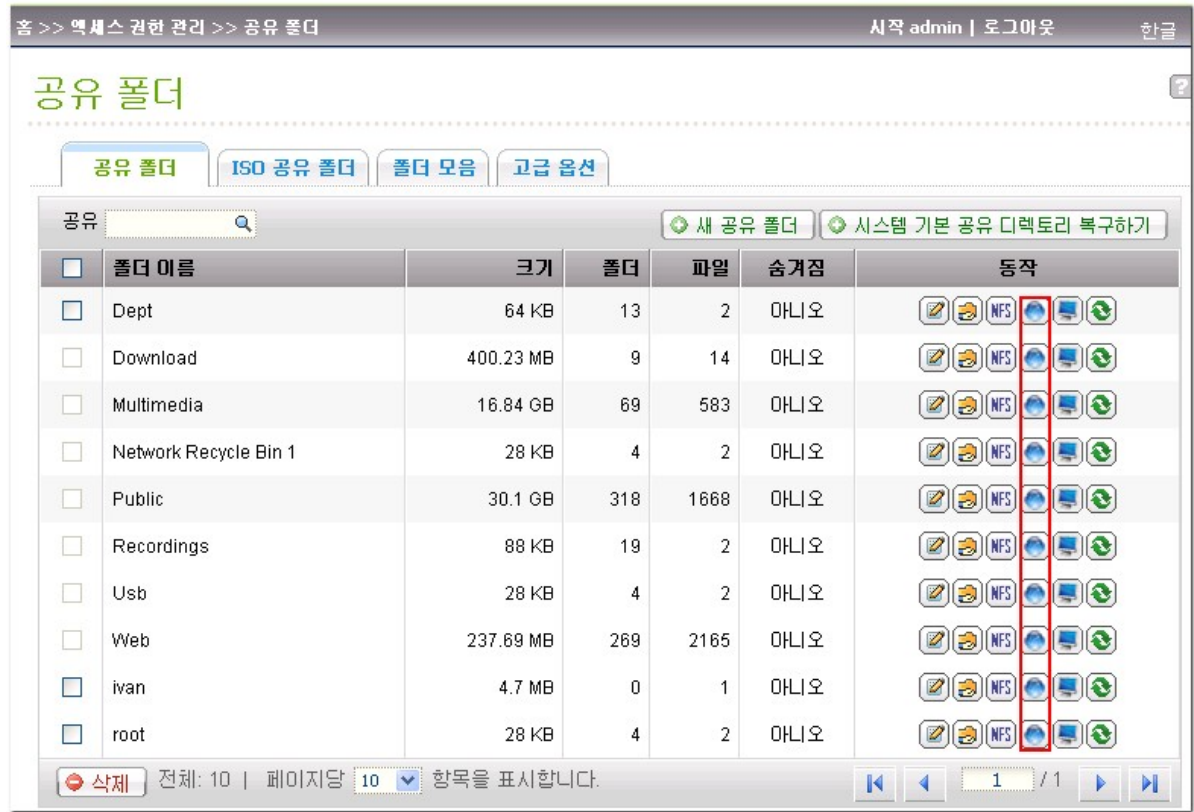 홈 >> 액세스 권한 관리 >> 공유 폴더 시작 admin | 로그아웃 한글
공유 폴더 ?
공유 폴더 ISO 공유 폴더 폴더 모음 고급 옵션
공유 새 공유 폴더 시스템 기본 공유 디렉토리 복구하기
폴더 이름 크기 폴더 파일 숨겨짐 동작
Dept 64 KB 13 2 아니오 NFS
Download 400.23 MB 9 14 아니오 NFS
Multimedia 16.84 GB 69 583 아니오 NFS
Network Recycle Bin 1 28 KB 4 2 아니오 NFS
Public 30.1 GB 318 1668 아니오 NFS
Recordings 88 KB 19 2 아니오 NFS
Usb 28 KB 4 2 아니오 NFS
Web 237.69 MB 269 2165 아니오 NFS
ivan 4.7 MB 0 1 아니오 NFS
root 28 KB 4 2 아니오 NFS
삭제 전체: 10 | 페이지당 10 항목을 표시합니다. 1 / 1